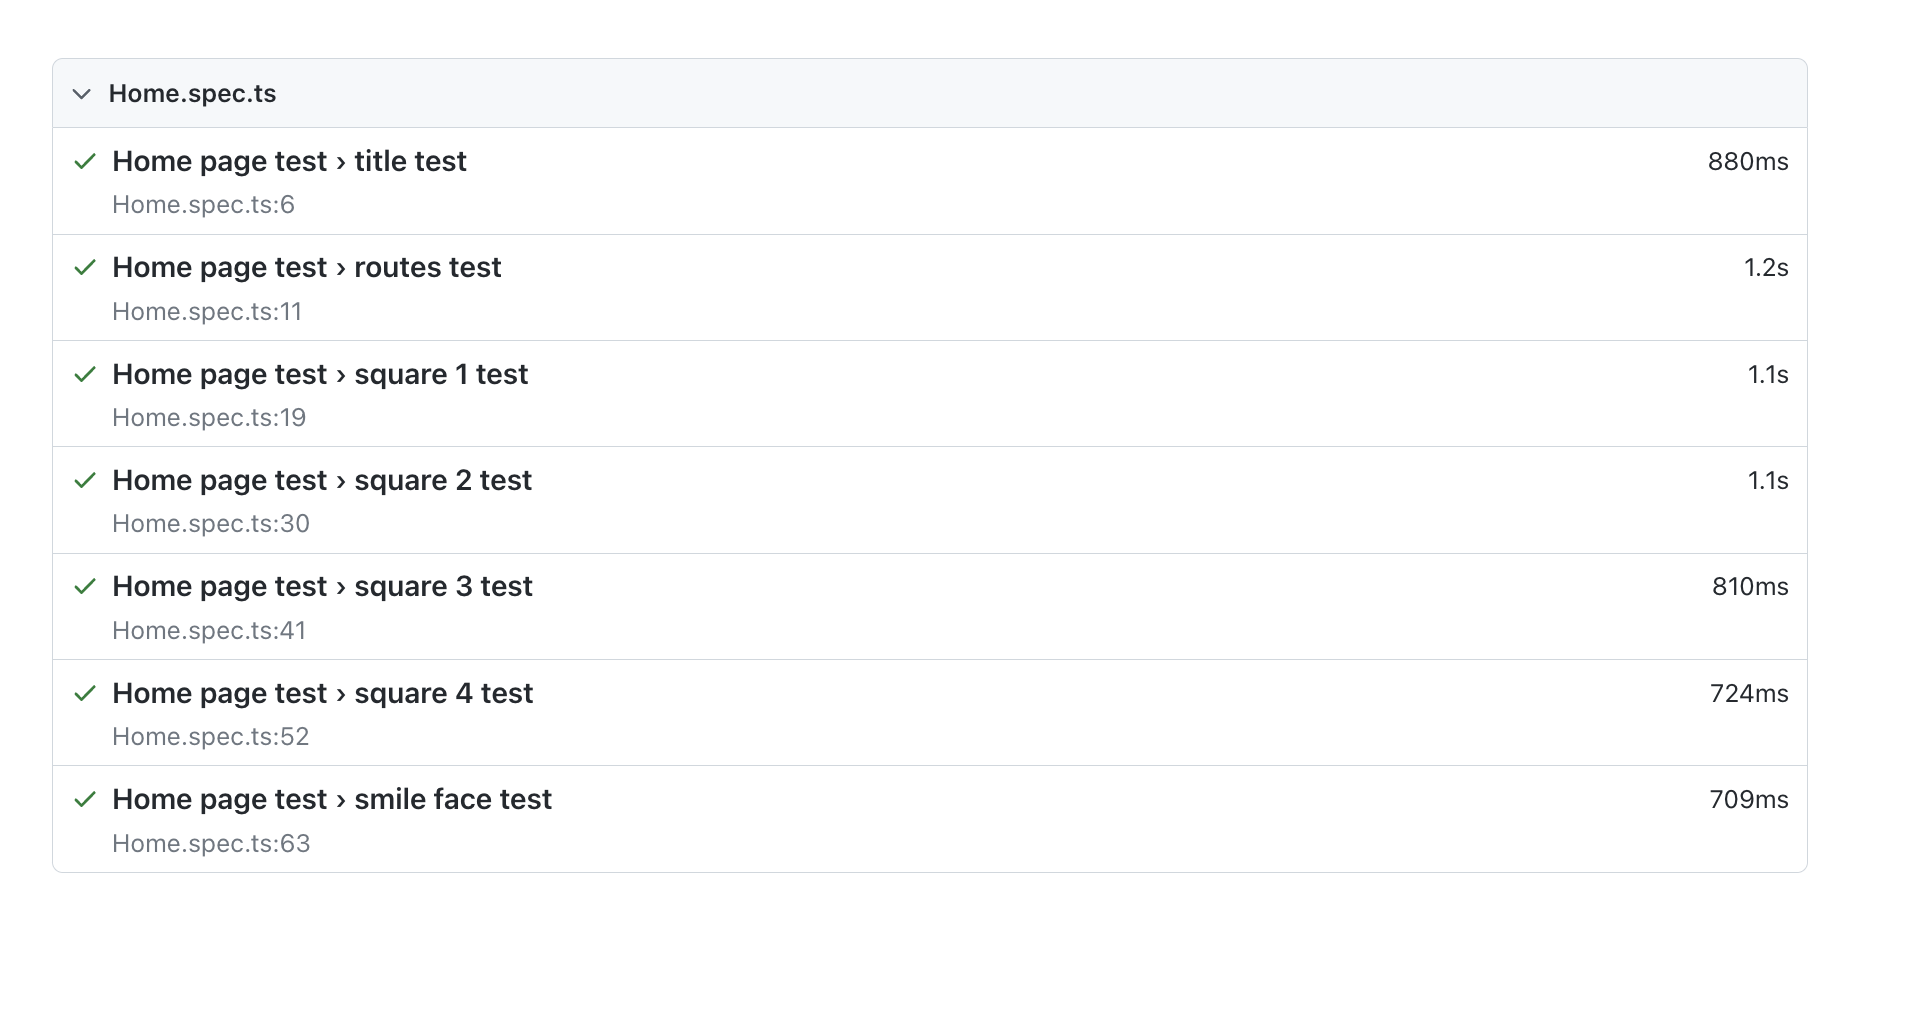 Home.spec.ts
Home page test › title test 880ms
Home.spec.ts:6
Home page test › routes test 1.2s
Home.spec.ts:11
Home page test › square 1 test 1.1s
Home.spec.ts:19
Home page test › square 2 test 1.1s
Home.spec.ts:30
Home page test › square 3 test 810ms
Home.spec.ts:41
Home page test › square 4 test 724ms
Home.spec.ts:52
Home page test › smile face test 709ms
Home.spec.ts:63